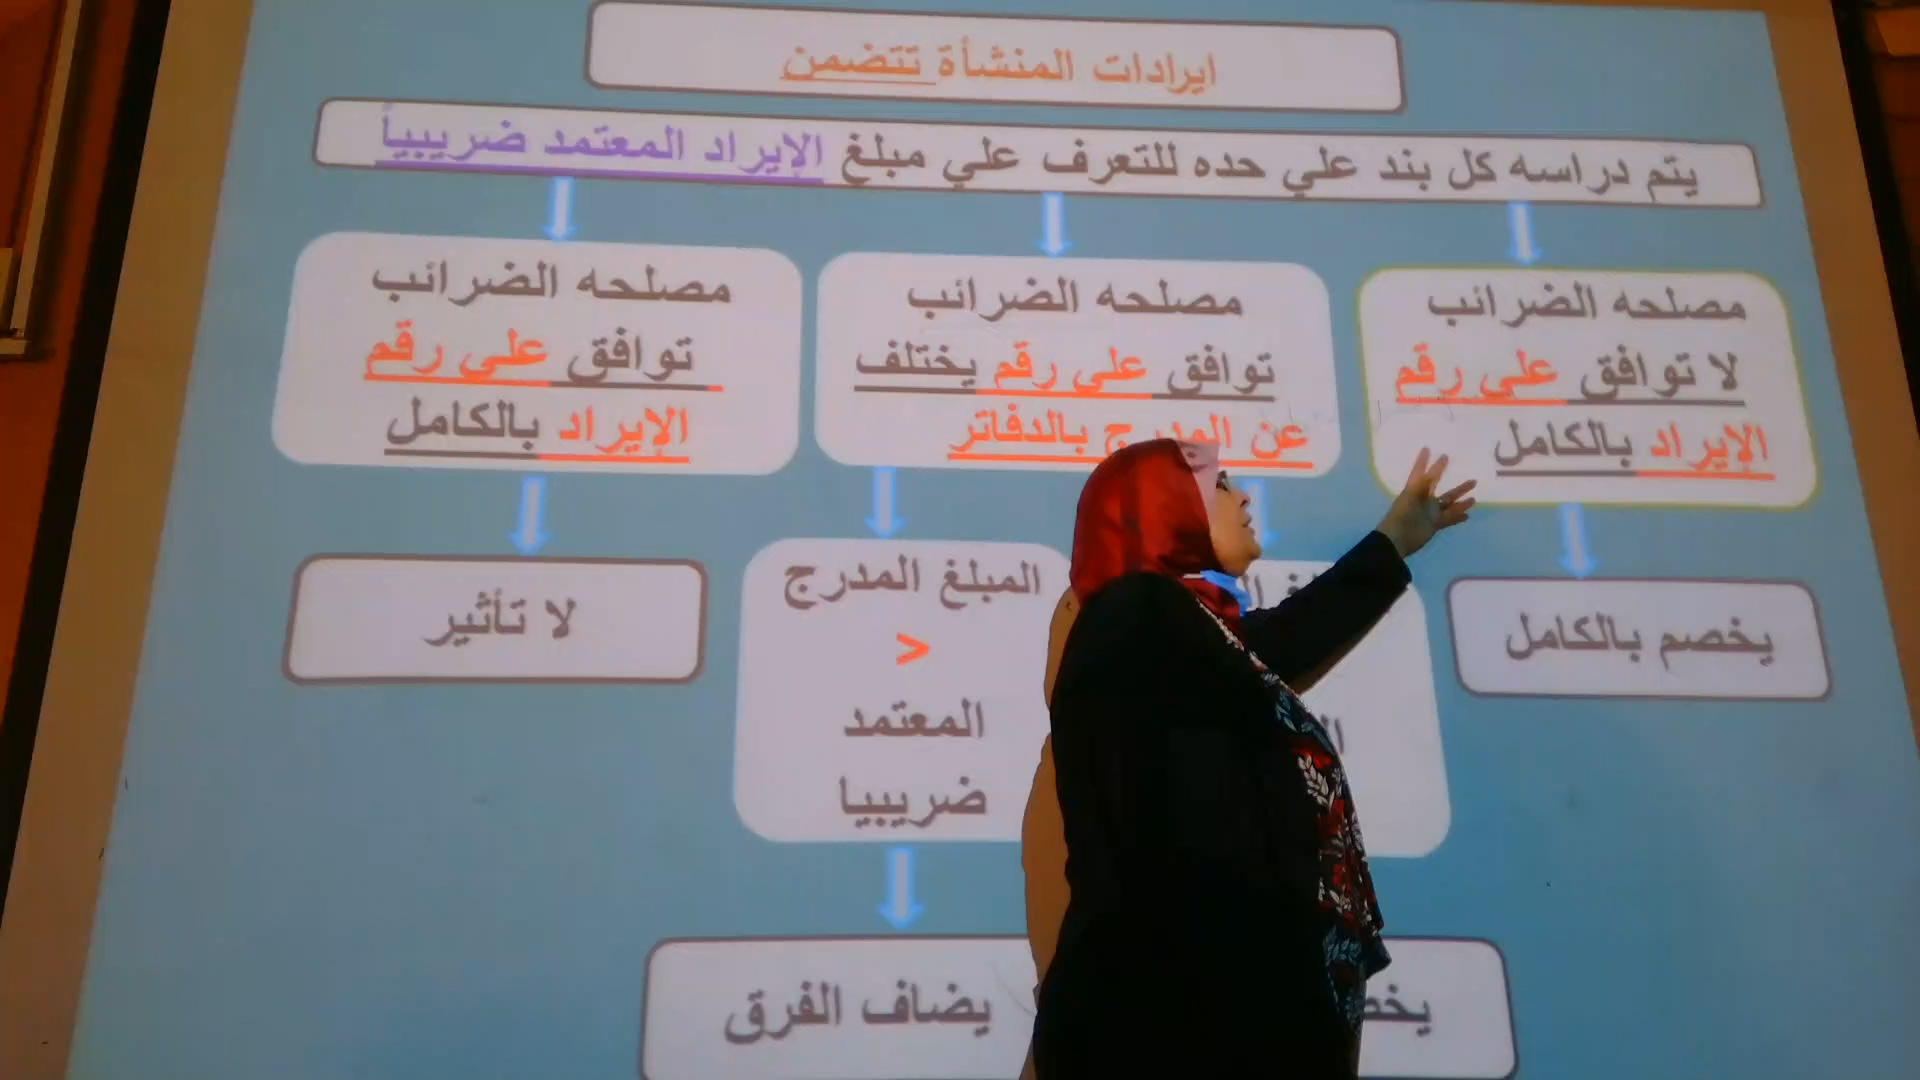 ايرادات المنشأة تتضمن
يتم دراسه كل بند علي حده للتعرف علي مبلغ الإيراد المعتمد ضريبياً
مصلحه الضرائب
لا توافق على رقم
الإيراد بالكامل
يخصم بالكامل
مصلحه الضرائب
توافق على رقم يختلف
عن المدرج بالدفاتر
المبلغ المدرج
<
المعتمد
ضريبيا
يضاف الفرق
مصلحه الضرائب
توافق على رقم
الإيراد بالكامل
لا تأثير